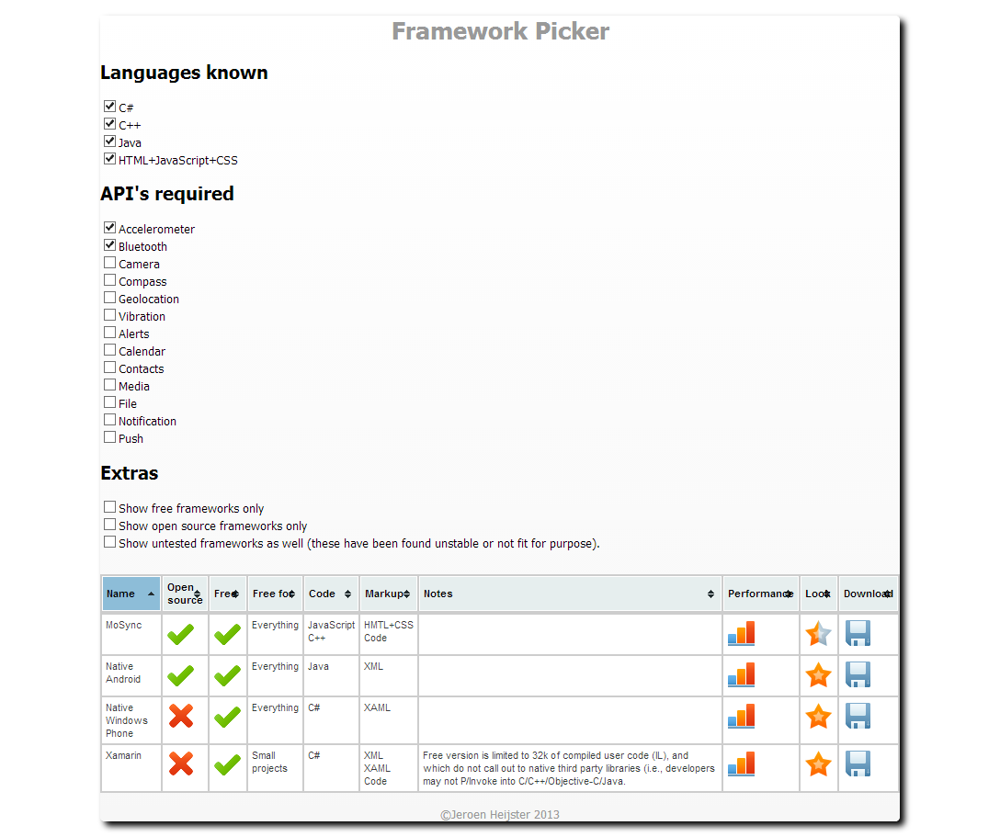 Framework Picker
Languages known
C#
C++
Java
HTML+JavaScript+CSS
API's required
Accelerometer
Bluetooth
Camera
Compass
Geolocation
Vibration
Alerts
Calendar
Contacts
Media
File
Notification
Push
Extras
Show free frameworks only
Show open source frameworks only
Show untested frameworks as well (these have been found unstable or not fit for purpose).
Name Open source Free Free for Code Markup Notes Performance Look Download
MoSync Everything JavaScript HMTL+CSS
C++ Code
Native Everything Java XML
Android
Native Everything C# XAML
Windows
Phone
Xamarin Small C# XML Free version is limited to 32k of compiled user code (IL), and
projects XAML which do not call out to native third party libraries (i.e., developers
Code may not P/Invoke into C/C++/Objective-C/Java.
©Jeroen Heijster 2013